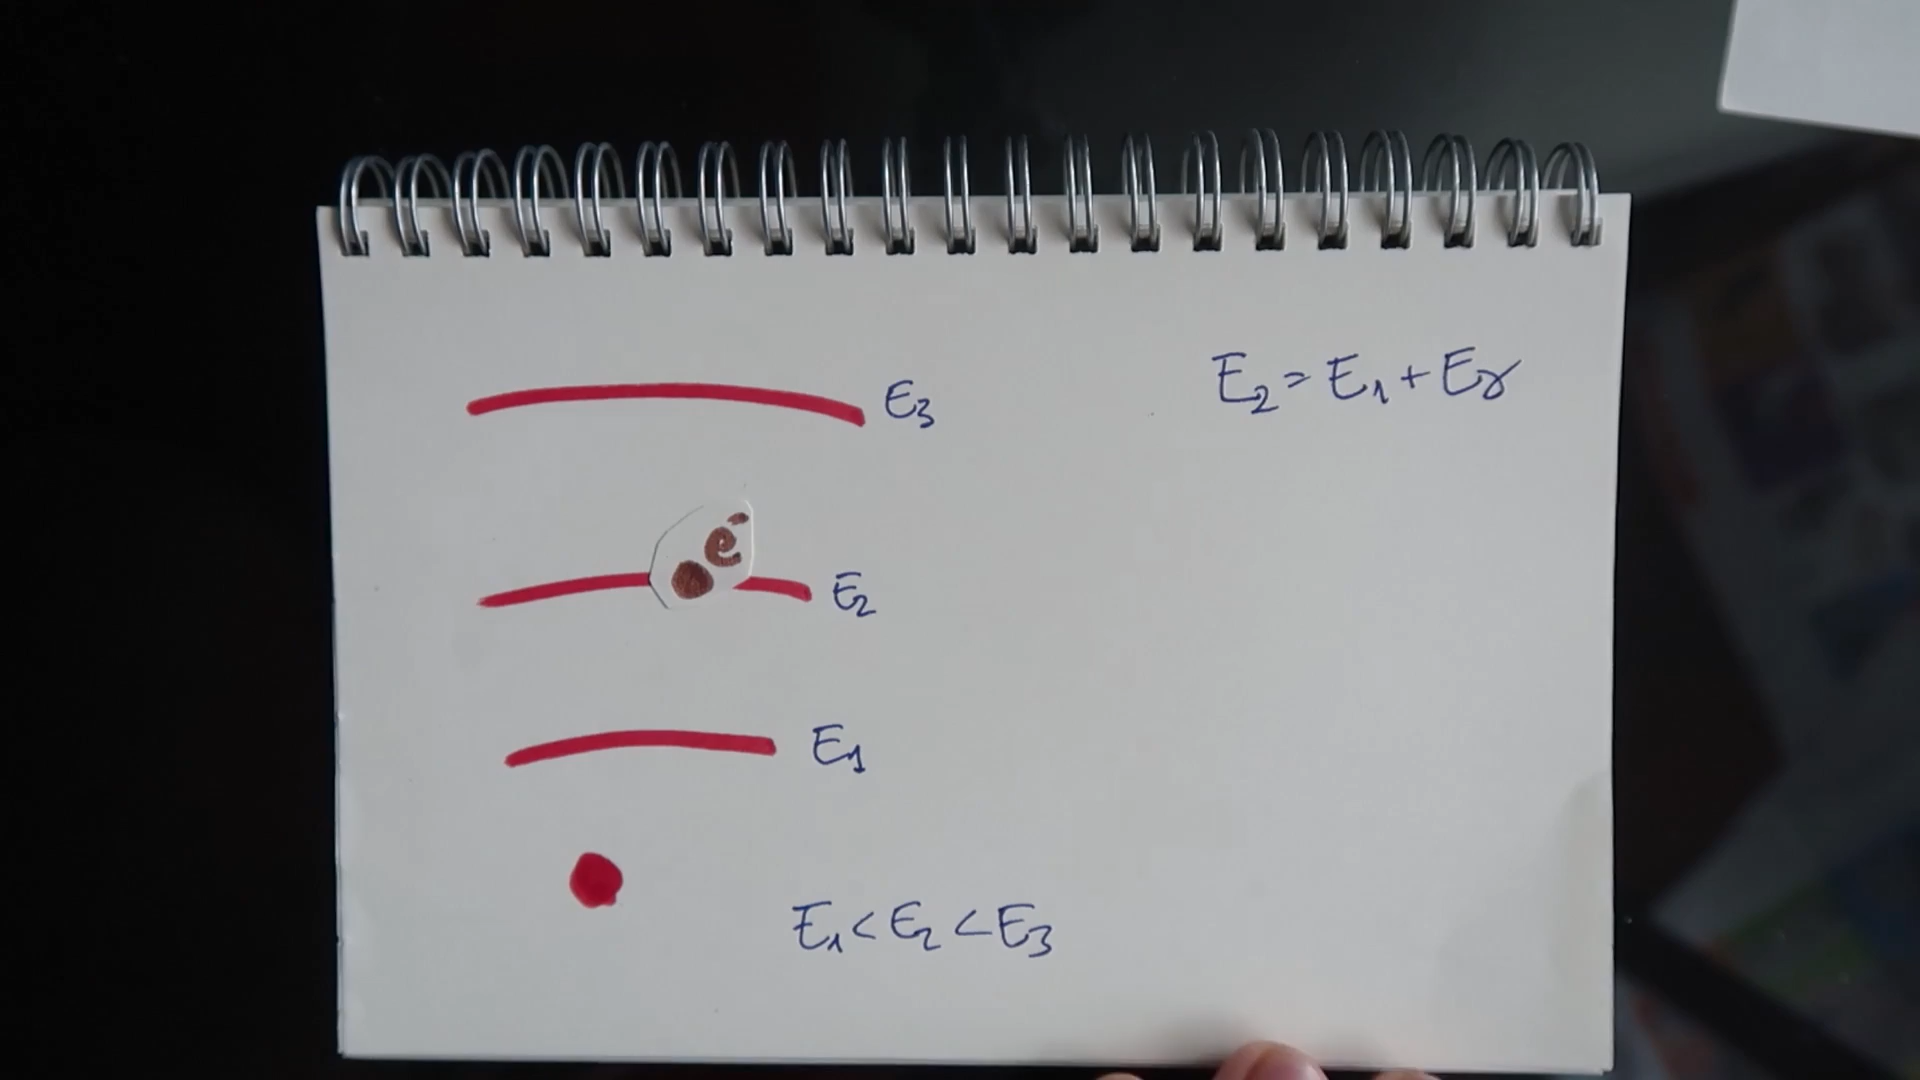 E₂ = E₁ + Eγ
E₃
e⁻
E₂
E₁
E₁ < E₂ < E₃